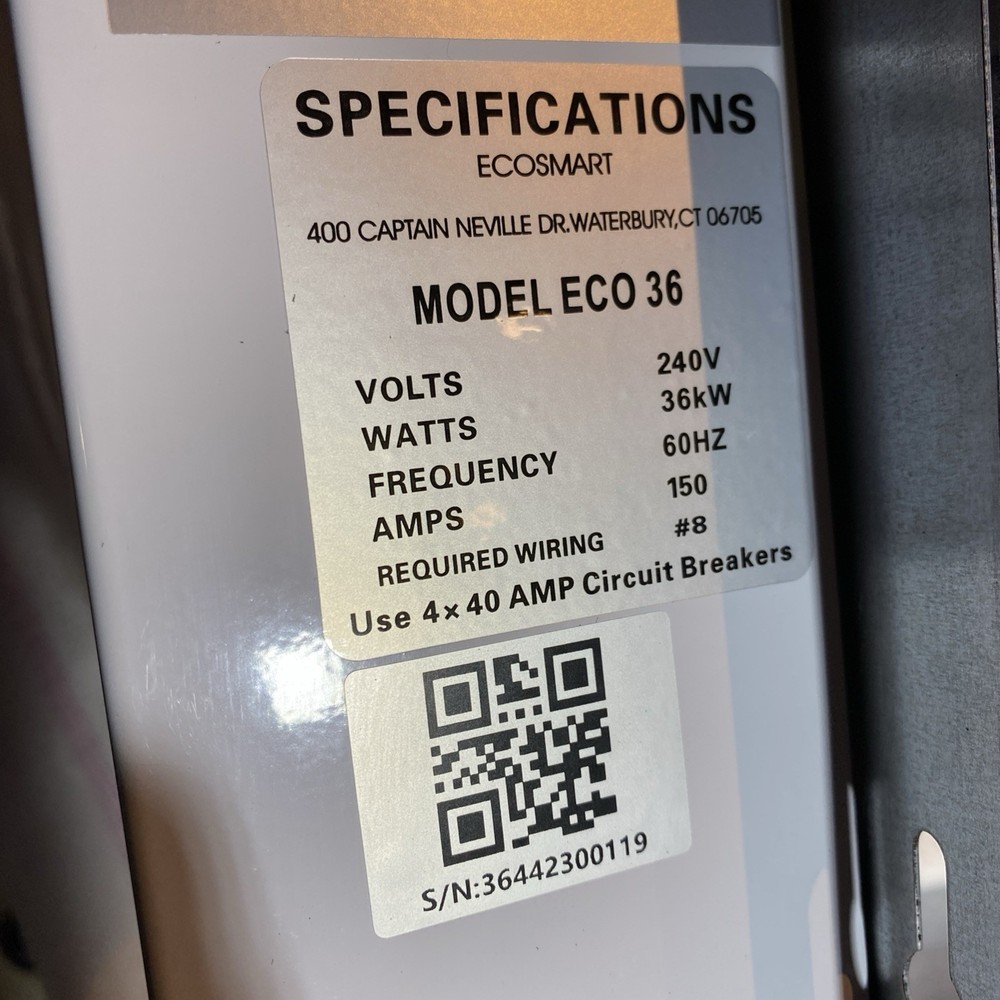 SPECIFICATIONS
ECOSMART
400 CAPTAIN NEVILLE DR.WATERBURY,CT 06705
MODEL ECO 36
VOLTS 240V
WATTS 36kW
FREQUENCY 60HZ
AMPS 150
REQUIRED WIRING #8
Use 4×40 AMP Circuit Breakers
S/N:36442300119